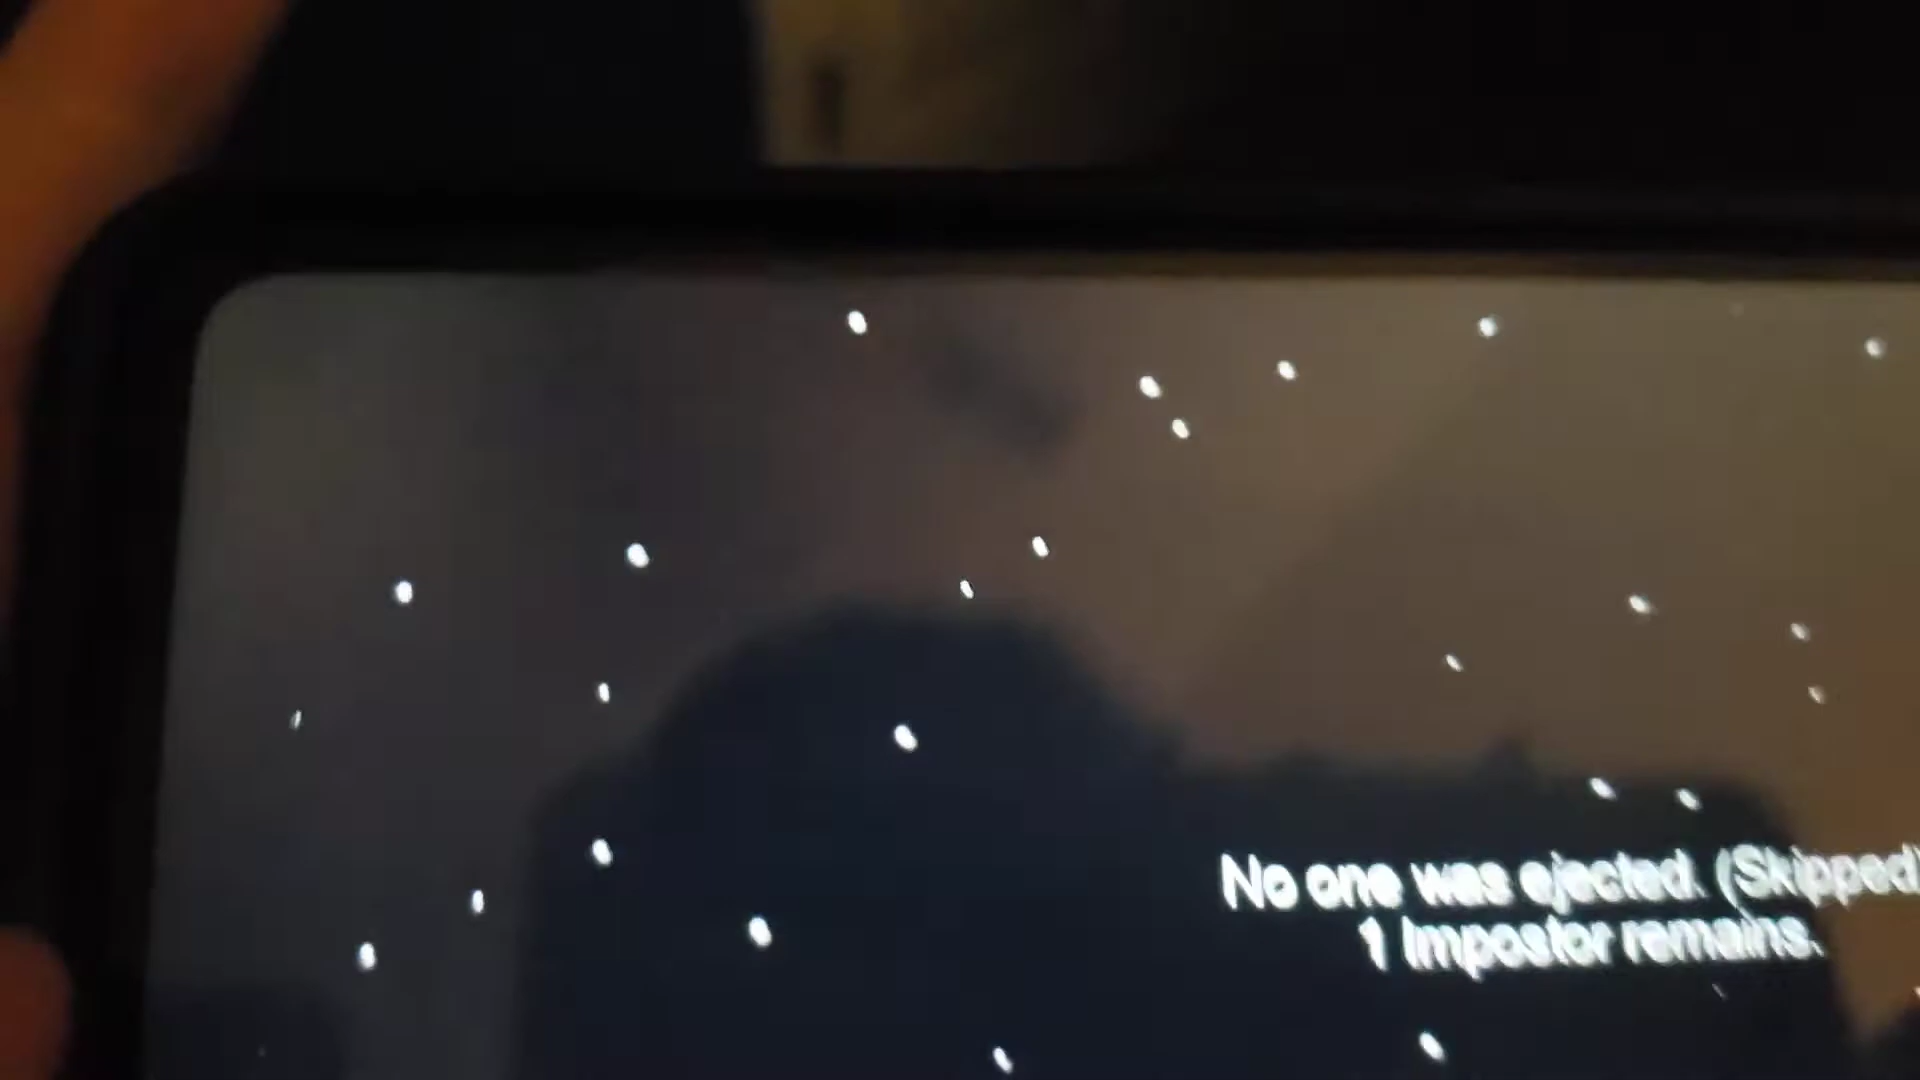 No one was ejected. (Skipped)
1 Impostor remains.